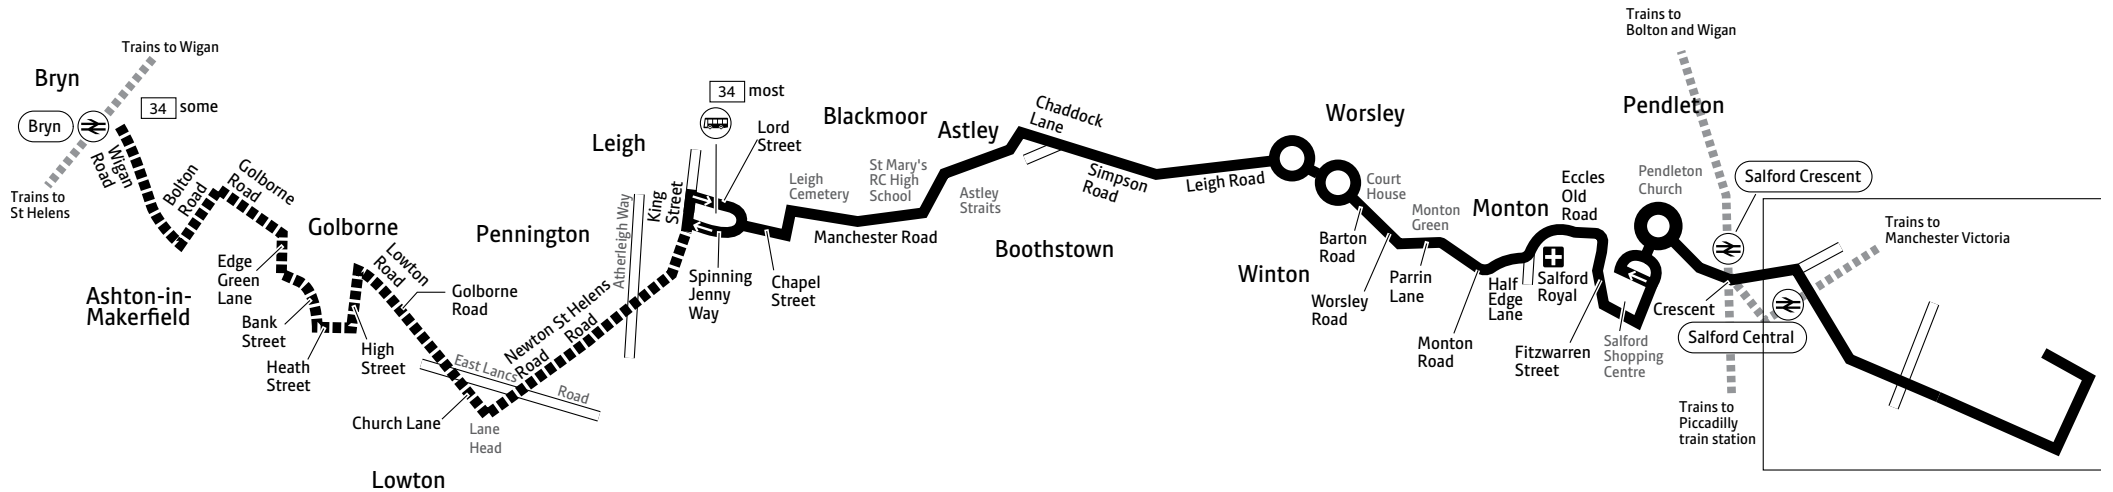 Trains to Wigan
Bryn
34 some
Bryn
Wigan
Road
Trains to
St Helens
Bolton
Road
Golborne
Road
Ashton-in-
Makerfield
Edge
Green
Lane
Bank
Street
Heath
Street
Golborne
High
Street
Lowton
Road
Golborne
Road
East Lancs
Road
Church Lane
Lane
Head
Lowton
Newton
Road
St Helens
Road
Pennington
Atherleigh Way
Leigh
King
Street
34 most
Lord
Street
Spinning
Jenny
Way
Chapel
Street
Leigh
Cemetery
Manchester Road
Blackmoor
St Mary's
RC High
School
Astley
Astley
Straits
Chaddock
Lane
Boothstown
Simpson
Road
Leigh Road
Worsley
Court
House
Winton
Barton
Road
Worsley
Road
Monton
Green
Parrin
Lane
Monton
Road
Monton
Half
Edge
Lane
Salford
Royal
Eccles
Old
Road
Fitzwarren
Street
Salford
Shopping
Centre
Trains to
Bolton and Wigan
Pendleton
Pendleton
Church
Salford Crescent
Crescent
Salford Central
Trains to
Manchester Victoria
Trains to
Piccadilly
train station